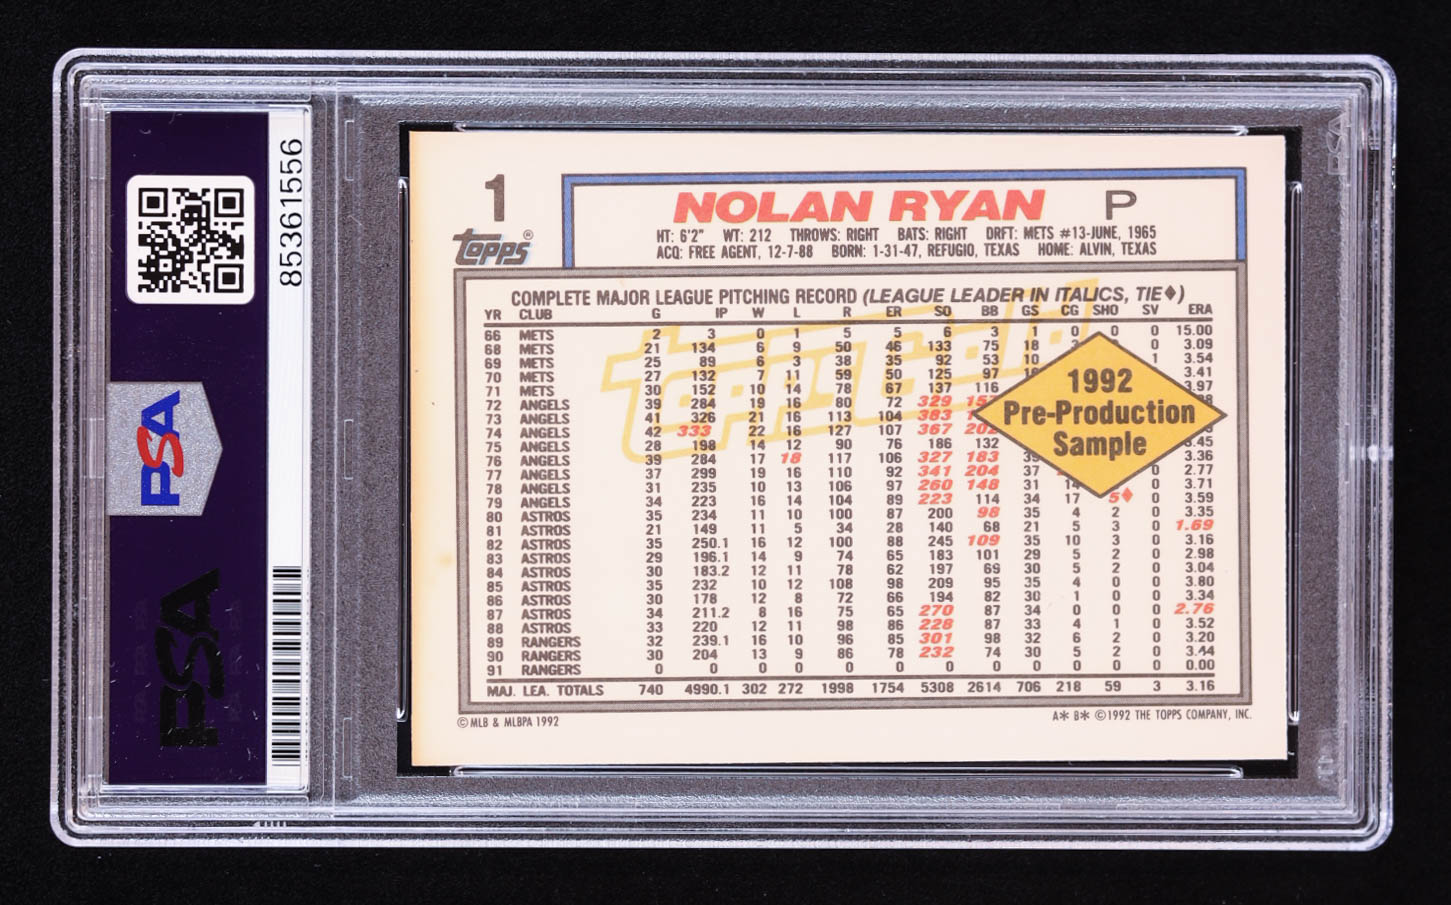 85361556
PSA
PSA
1
Topps®
NOLAN RYAN P
HT: 6'2" WT: 212 THROWS: RIGHT BATS: RIGHT DRFT: METS #13-JUNE, 1965
ACQ: FREE AGENT, 12-7-88 BORN: 1-31-47, REFUGIO, TEXAS HOME: ALVIN, TEXAS
COMPLETE MAJOR LEAGUE PITCHING RECORD (LEAGUE LEADER IN ITALICS, TIE♦)
YR CLUB G IP W L R ER SO BB GS CG SHO SV ERA
66 METS 2 3 0 1 5 5 6 3 1 0 0 0 15.00
68 METS 21 134 6 9 50 46 133 75 18 3 0 3.09
69 METS 25 89 6 3 38 35 92 53 10 1 3.54
70 METS 27 132 7 11 59 50 125 97 3.41
71 METS 30 152 10 14 78 67 137 116 3.97
72 ANGELS 39 284 19 16 80 72 329
73 ANGELS 41 326 21 16 113 104 383
74 ANGELS 42 333 22 16 127 107 367 202
75 ANGELS 28 198 14 12 90 76 186 132 .45
76 ANGELS 39 284 17 18 117 106 327 183 39 3.36
77 ANGELS 37 299 19 16 110 92 341 204 37 0 2.77
78 ANGELS 31 235 10 13 106 97 260 148 31 14 0 3.71
79 ANGELS 34 223 16 14 104 89 223 114 34 17 5♦ 0 3.59
80 ASTROS 35 234 11 10 100 87 200 98 35 4 2 0 3.35
81 ASTROS 21 149 11 5 34 28 140 68 21 5 3 0 1.69
82 ASTROS 35 250.1 16 12 100 88 245 109 35 10 3 0 3.16
83 ASTROS 29 196.1 14 9 74 65 183 101 29 5 2 0 2.98
84 ASTROS 30 183.2 12 11 78 62 197 69 30 5 2 0 3.04
85 ASTROS 35 232 10 12 108 98 209 95 35 4 0 0 3.80
86 ASTROS 30 178 12 8 72 66 194 82 30 1 0 0 3.34
87 ASTROS 34 211.2 8 16 75 65 270 87 34 0 0 0 2.76
88 ASTROS 33 220 12 11 98 86 228 87 33 4 1 0 3.52
89 RANGERS 32 239.1 16 10 96 85 301 98 32 6 2 0 3.20
90 RANGERS 30 204 13 9 86 78 232 74 30 5 2 0 3.44
91 RANGERS 0 0 0 0 0 0 0 0 0 0 0 0 0.00
MAJ. LEA. TOTALS 740 4990.1 302 272 1998 1754 5308 2614 706 218 59 3 3.16
ToppsGold
1992
Pre-Production
Sample
© MLB & MLBPA 1992
A* B* © 1992 THE TOPPS COMPANY, INC.